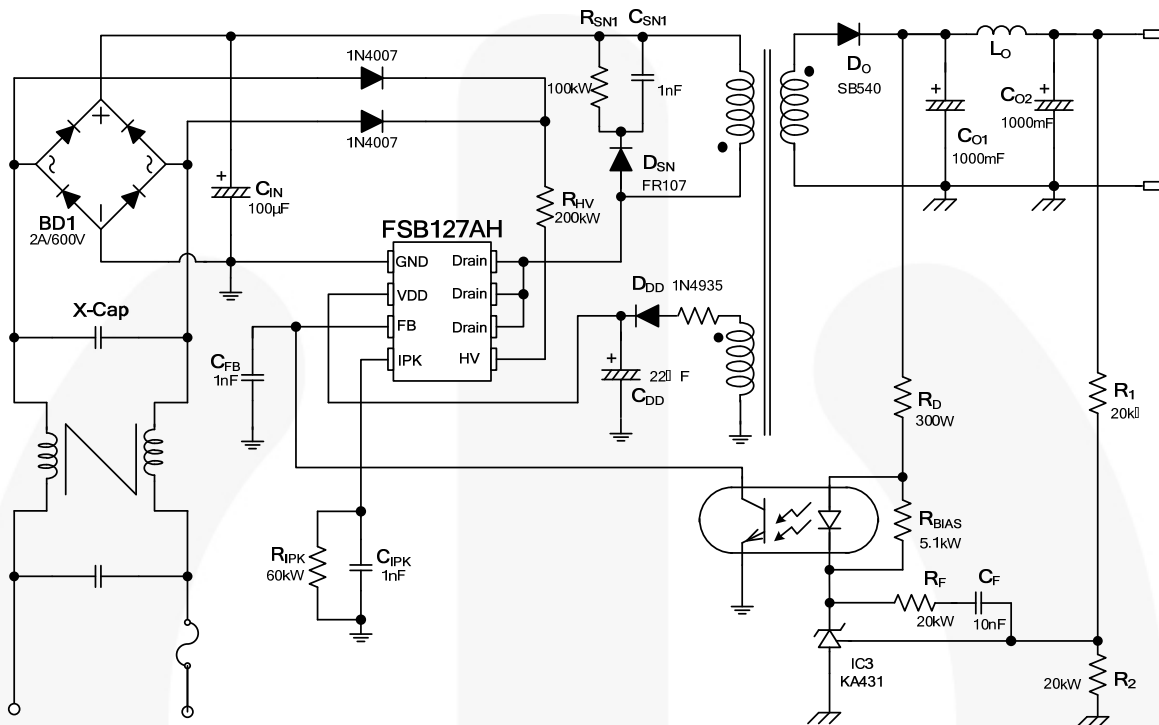 RSN1
CSN1
100kW
1nF
1N4007
1N4007
+
DO
SB540
LO
+
CO1
1000mF
+
CO2
1000mF
BD1
2A/600V
+
CIN
100µF
DSN
FR107
RHV
200kW
FSB127AH
GND
VDD
FB
IPK
Drain
Drain
Drain
HV
X-Cap
CFB
1nF
DDD
1N4935
+
22▯ F
CDD
RD
300W
R1
20k▯
RIPK
60kW
CIPK
1nF
RBIAS
5.1kW
RF
20kW
CF
10nF
IC3
KA431
20kW
R2